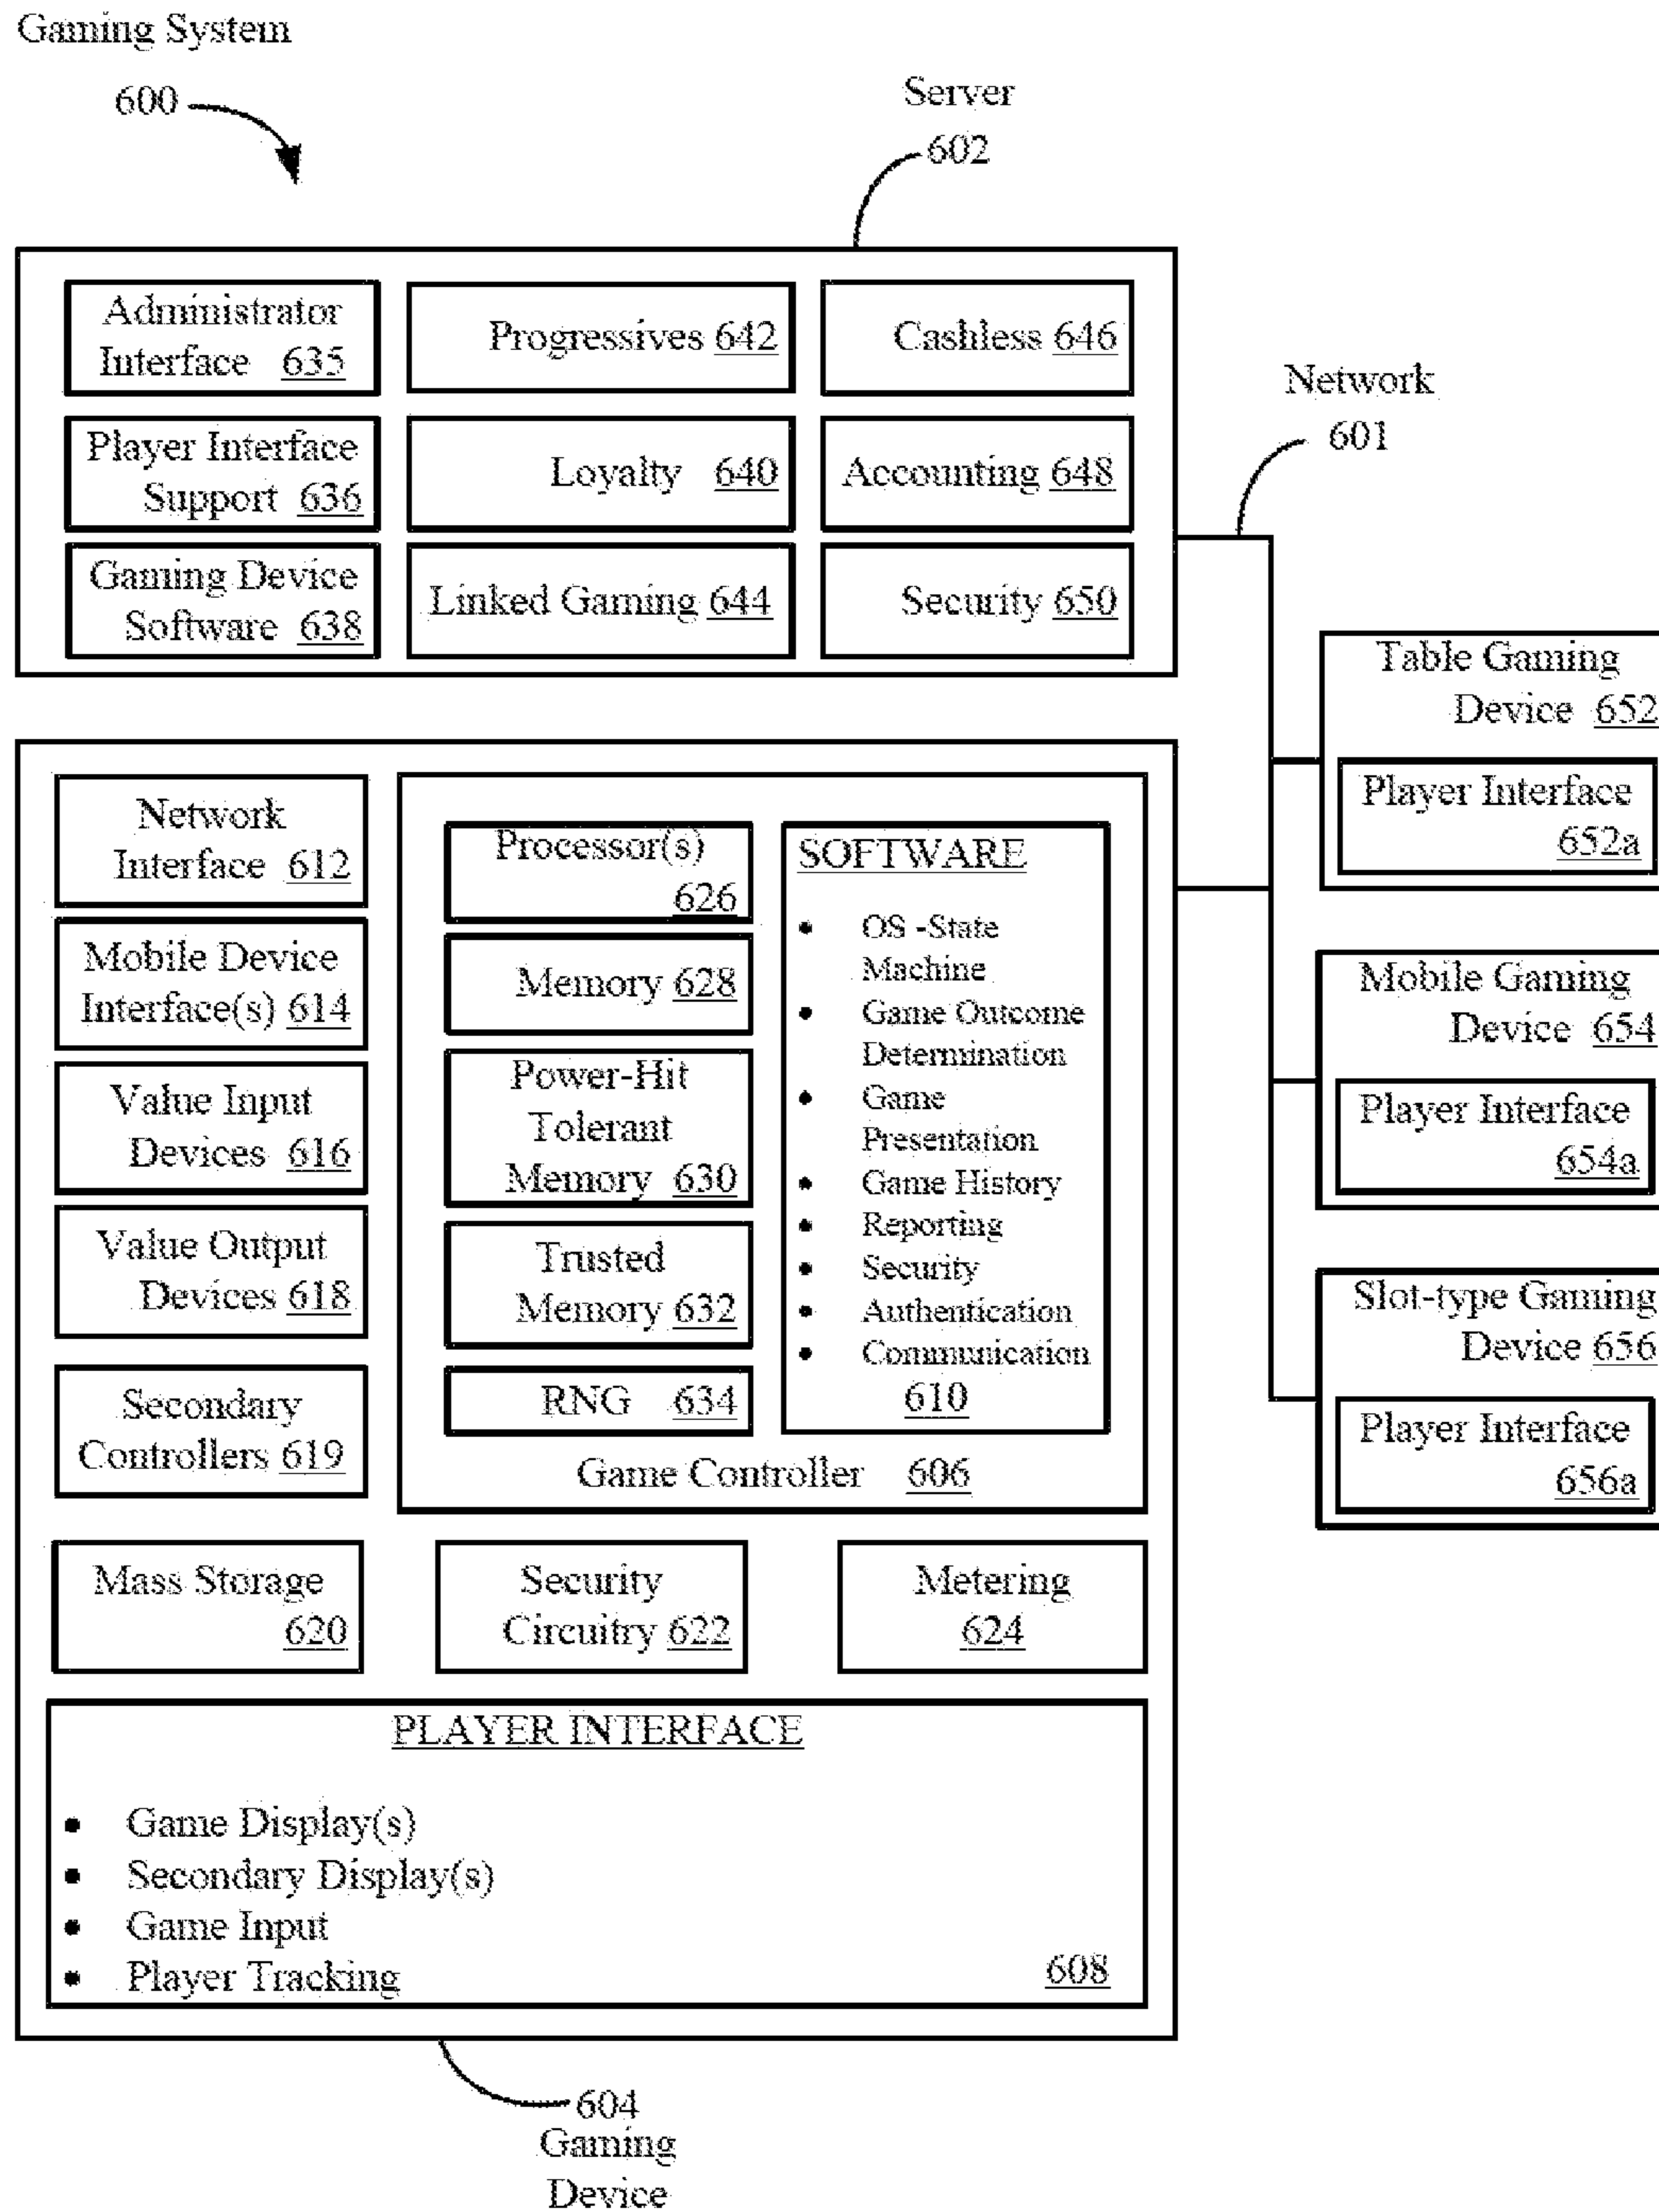 Gaming System
600
Server
602
Administrator
Interface 635
Progressives 642
Cashless 646
Player Interface
Support 636
Loyalty 640
Accounting 648
Gaming Device
Software 638
Linked Gaming 644
Security 650
Network
601
Table Gaming
Device 652
Player Interface
652a
Mobile Gaming
Device 654
Player Interface
654a
Slot-type Gaming
Device 656
Player Interface
656a
Network
Interface 612
Mobile Device
Interface(s) 614
Value Input
Devices 616
Value Output
Devices 618
Secondary
Controllers 619
Processor(s)
626
Memory 628
Power-Hit
Tolerant
Memory 630
Trusted
Memory 632
RNG 634
SOFTWARE
• OS -State
Machine
• Game Outcome
Determination
• Game
Presentation
• Game History
• Reporting
• Security
• Authentication
• Communication
610
Game Controller 606
Mass Storage
620
Security
Circuitry 622
Metering
624
PLAYER INTERFACE
• Game Display(s)
• Secondary Display(s)
• Game Input
• Player Tracking
608
604
Gaming
Device